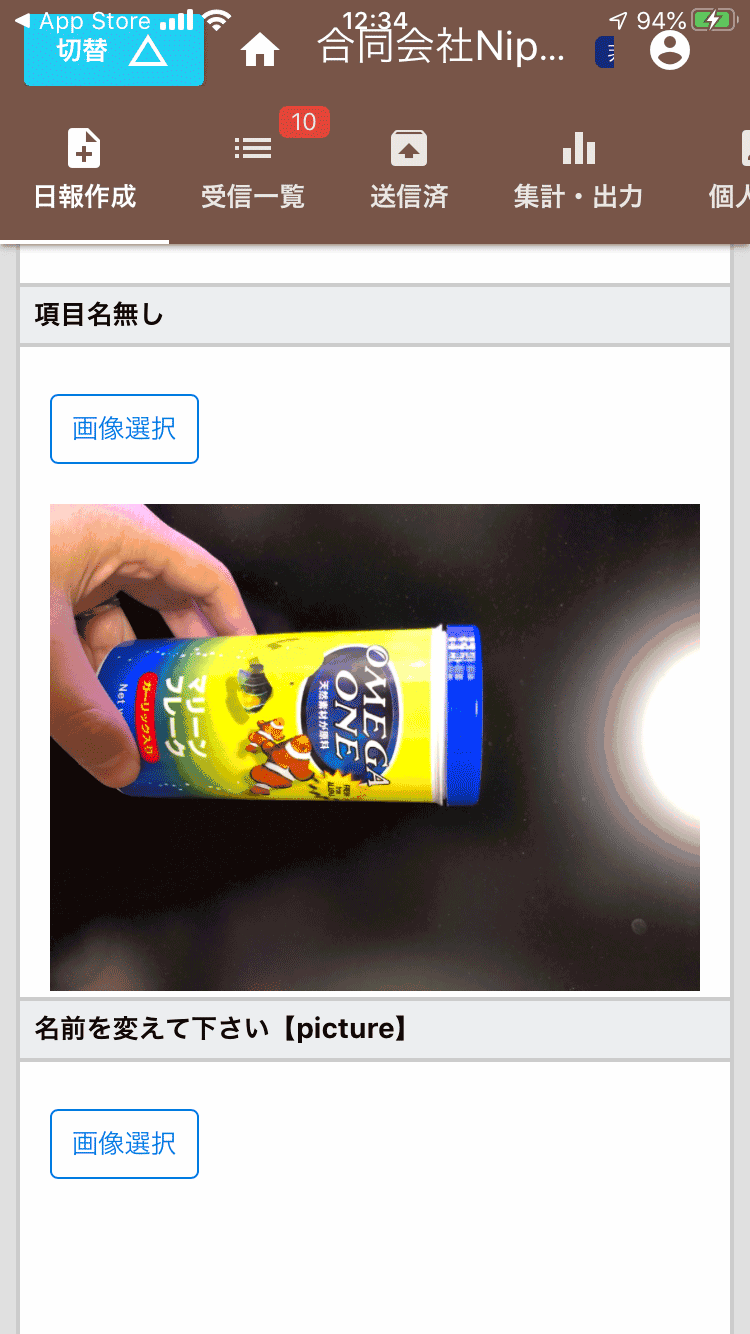 App Store
12:34
94%
切替
合同会社Nip...
10
日報作成
受信一覧
送信済
集計・出力
個人
項目名無し
画像選択
OMEGA
ONE
天然素材が原料
マリーン
フレーク
ガーリック入り
Net
名前を変えて下さい【picture】
画像選択